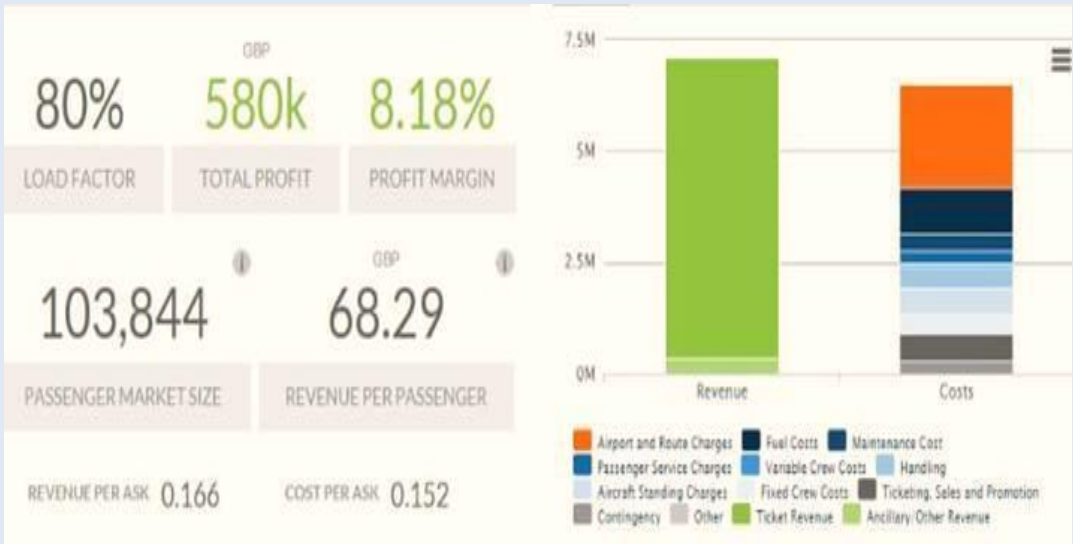 GBP
80% 580k 8.18%
LOAD FACTOR TOTAL PROFIT PROFIT MARGIN
GBP
103,844 68.29
PASSENGER MARKET SIZE REVENUE PER PASSENGER
REVENUE PER ASK 0.166 COST PER ASK 0.152
7.5M
5M
2.5M
0M
Revenue Costs
Airport and Route Charges Fuel Costs Maintenance Cost
Passenger Service Charges Variable Crew Costs Handling
Aircraft Standing Charges Fixed Crew Costs Ticketing, Sales and Promotion
Contingency Other Ticket Revenue Ancillary/Other Revenue